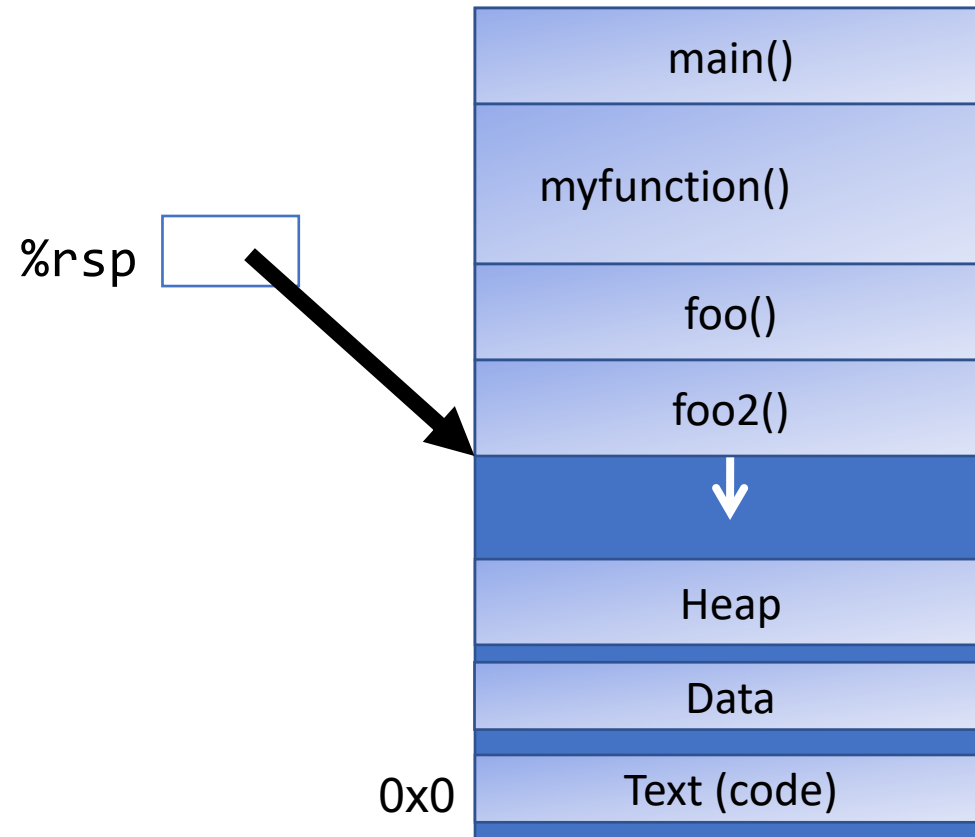 main()
myfunction()
%rsp
foo()
foo2()
Heap
Data
0x0
Text (code)